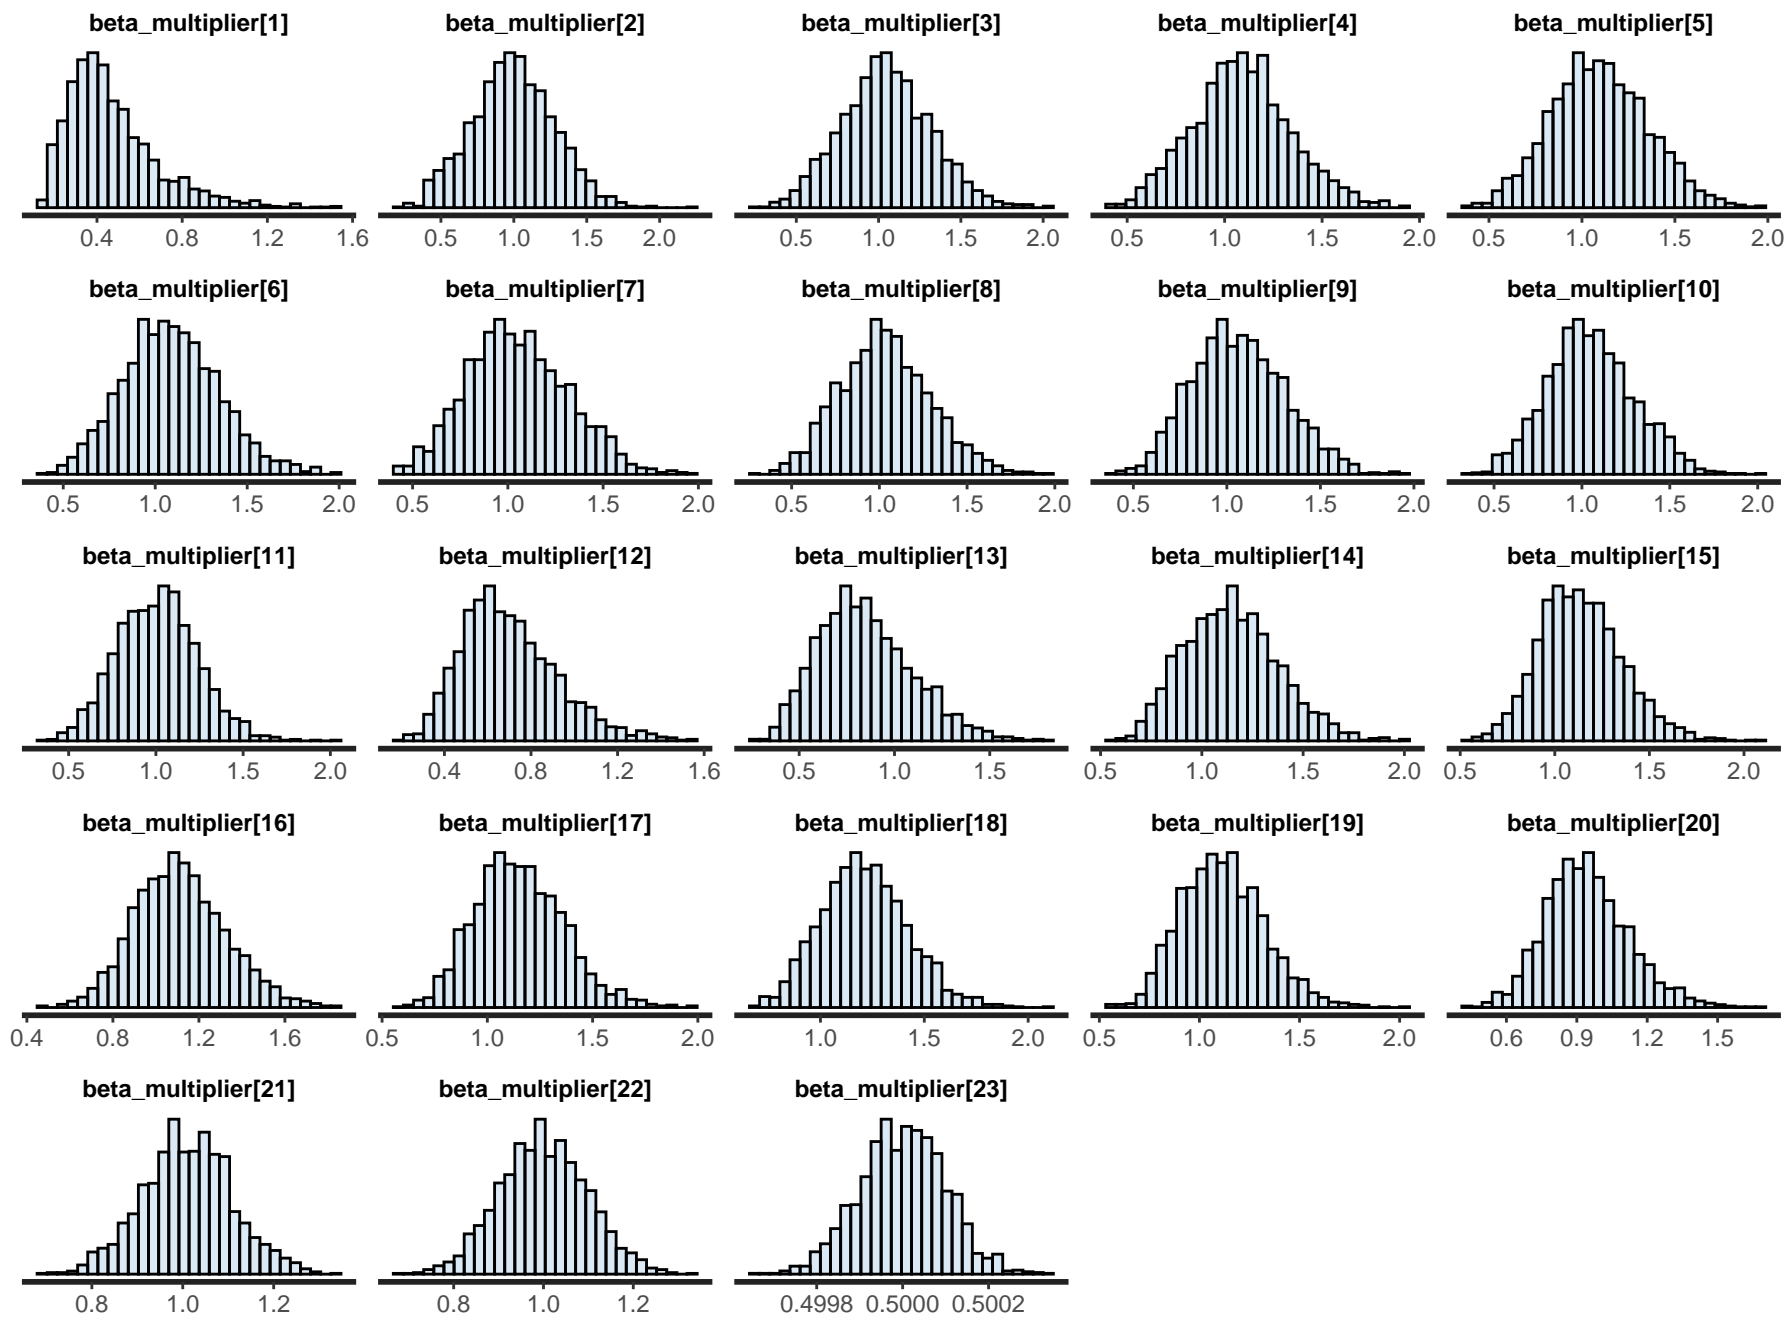 beta_multiplier[1] beta_multiplier[2] beta_multiplier[3] beta_multiplier[4] beta_multiplier[5]
0.4 0.8 1.2 1.6 0.5 1.0 1.5 2.0 0.5 1.0 1.5 2.0 0.5 1.0 1.5 2.0 0.5 1.0 1.5 2.0
beta_multiplier[6] beta_multiplier[7] beta_multiplier[8] beta_multiplier[9] beta_multiplier[10]
0.5 1.0 1.5 2.0 0.5 1.0 1.5 2.0 0.5 1.0 1.5 2.0 0.5 1.0 1.5 2.0 0.5 1.0 1.5 2.0
beta_multiplier[11] beta_multiplier[12] beta_multiplier[13] beta_multiplier[14] beta_multiplier[15]
0.5 1.0 1.5 2.0 0.4 0.8 1.2 1.6 0.5 1.0 1.5 0.5 1.0 1.5 2.0 0.5 1.0 1.5 2.0
beta_multiplier[16] beta_multiplier[17] beta_multiplier[18] beta_multiplier[19] beta_multiplier[20]
0.4 0.8 1.2 1.6 0.5 1.0 1.5 2.0 1.0 1.5 2.0 0.5 1.0 1.5 2.0 0.6 0.9 1.2 1.5
beta_multiplier[21] beta_multiplier[22] beta_multiplier[23]
0.8 1.0 1.2 0.8 1.0 1.2 0.4998 0.5000 0.5002